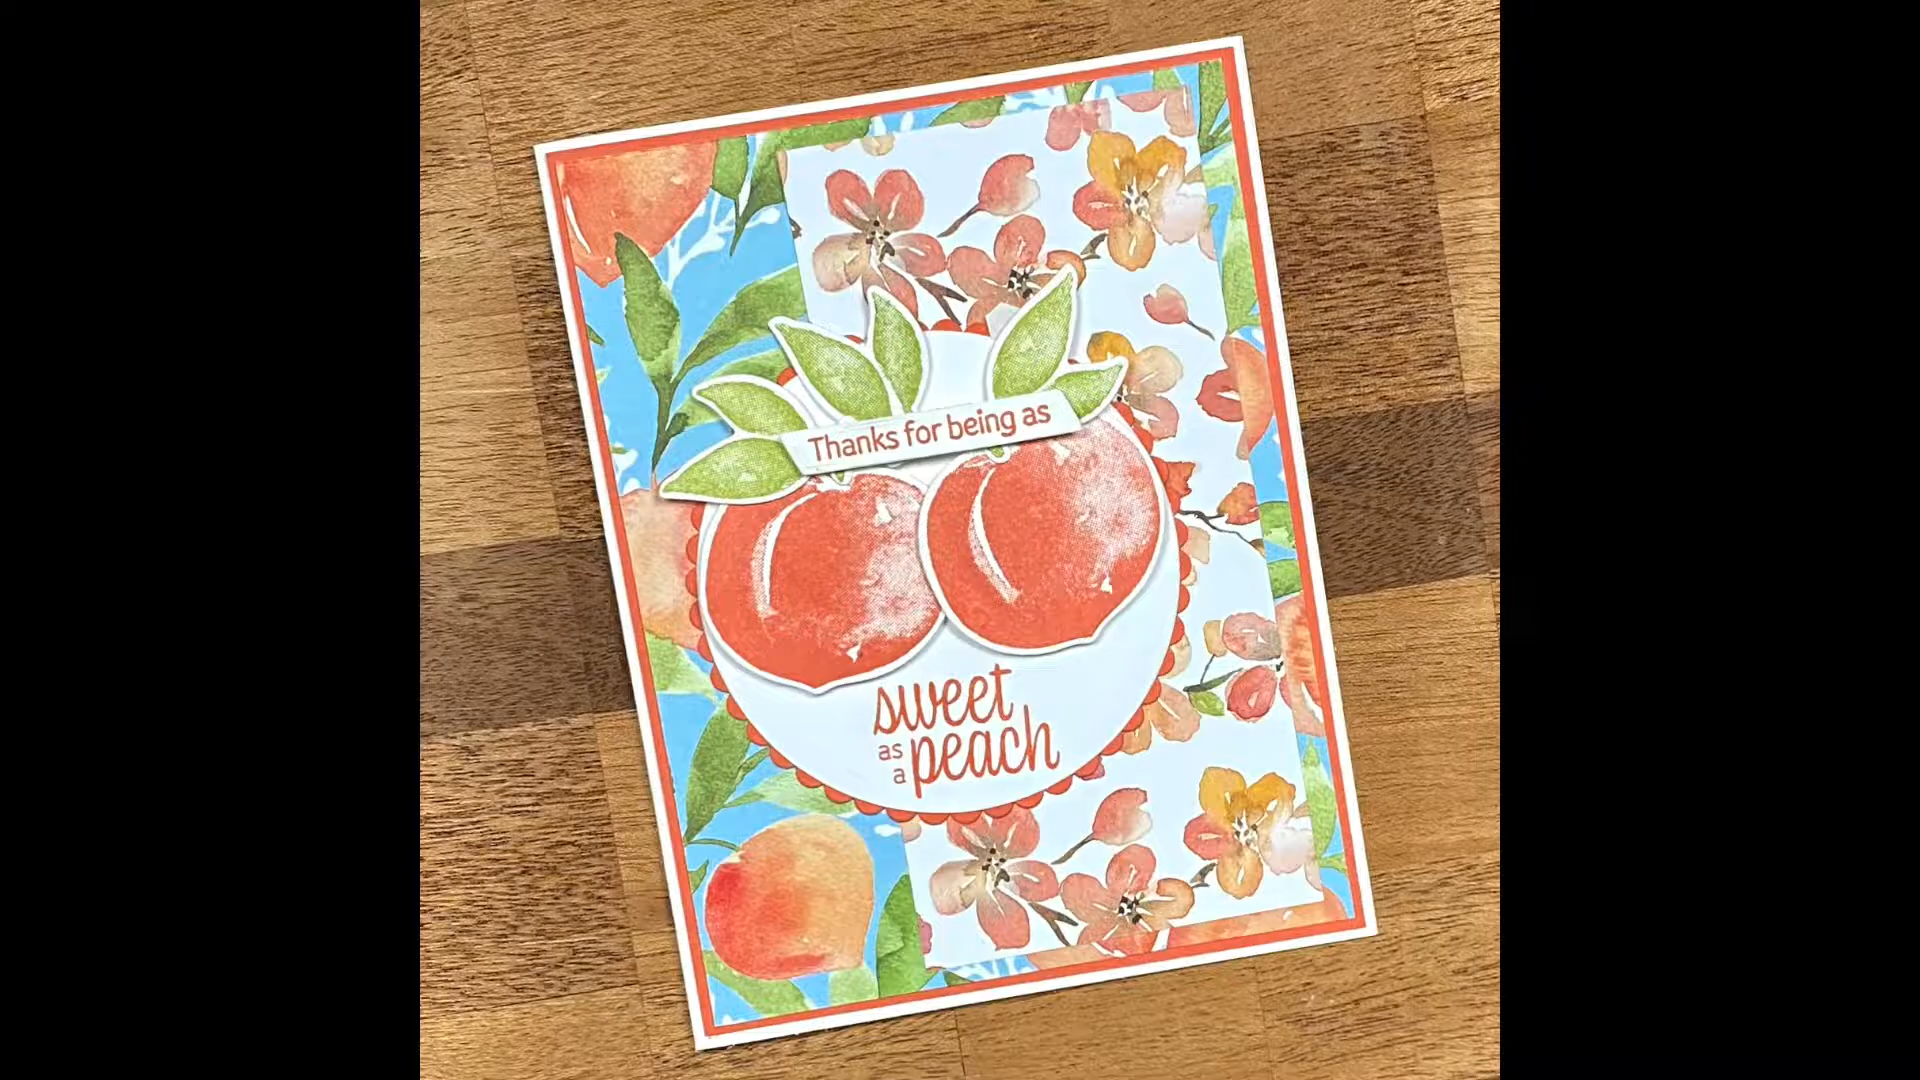 Thanks for being as
sweet
as
a peach